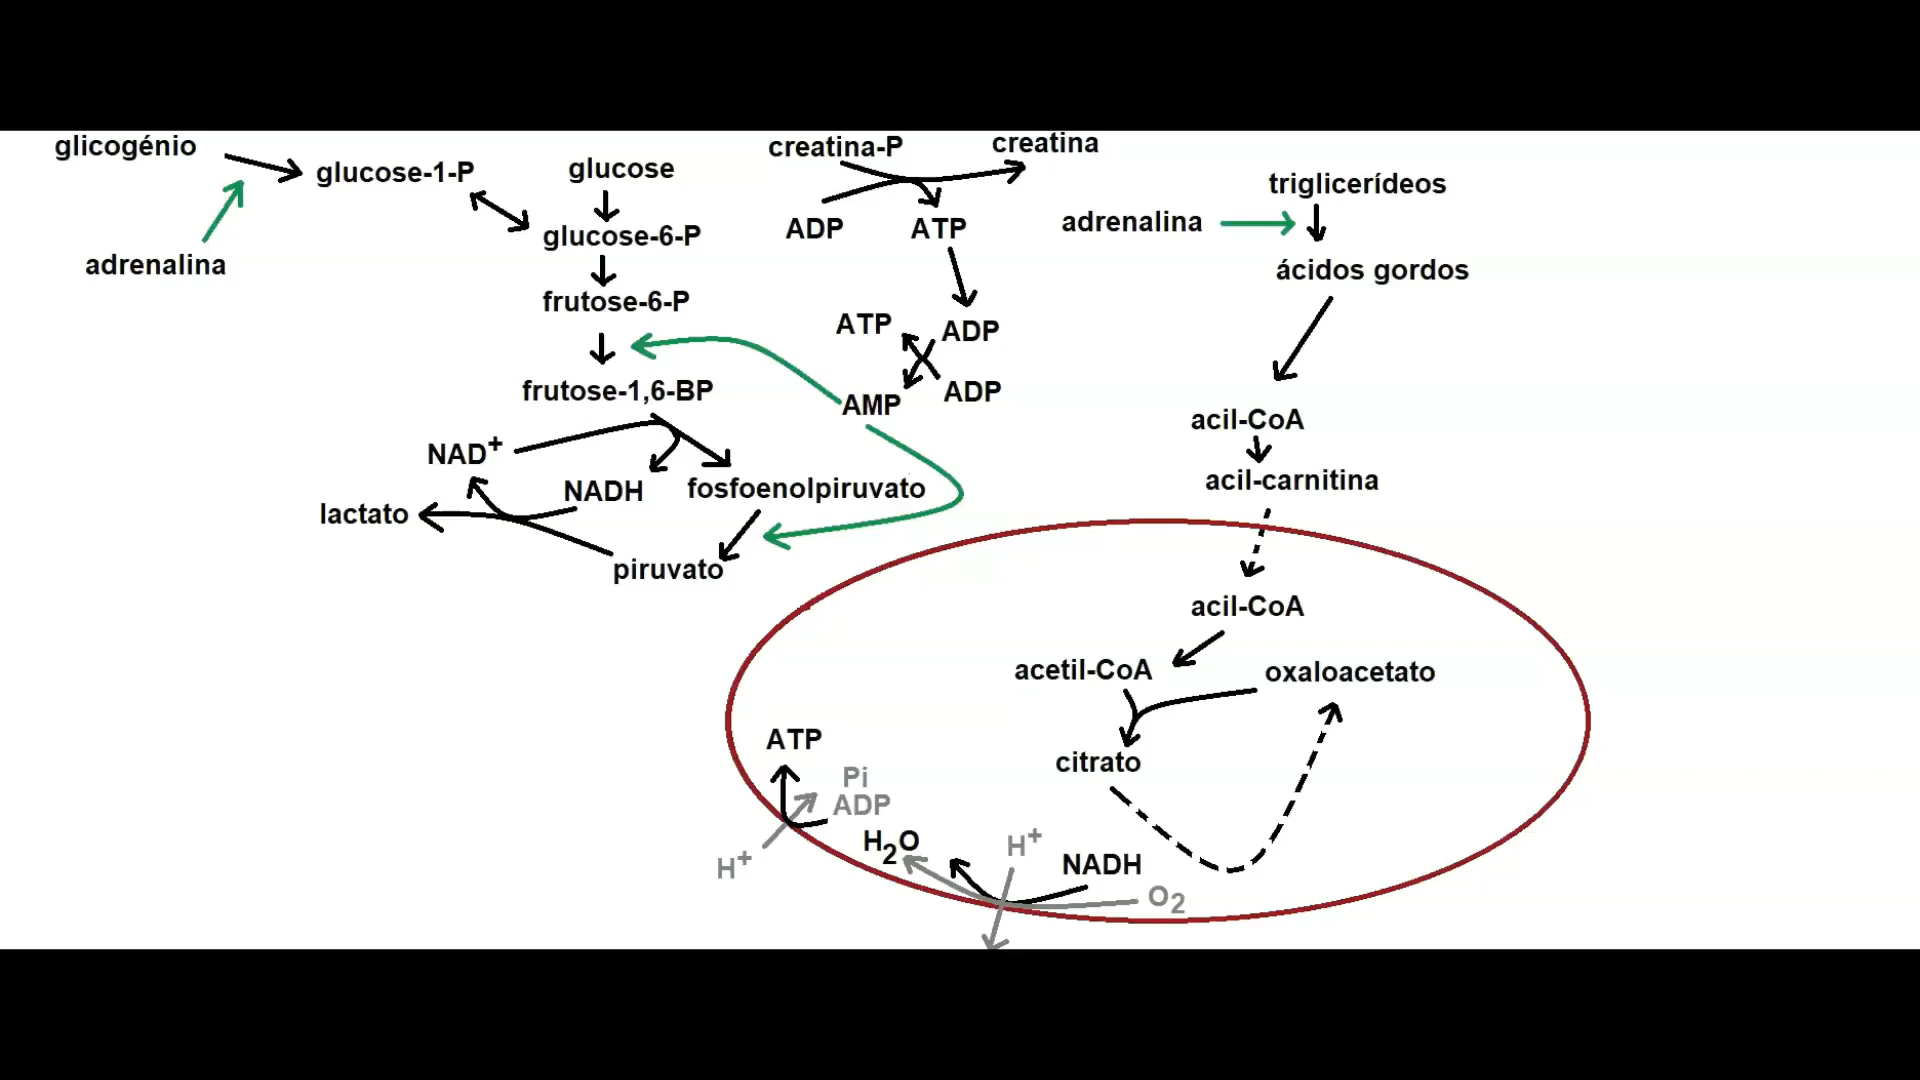 glicogénio
glucose-1-P
adrenalina
glucose
glucose-6-P
frutose-6-P
frutose-1,6-BP
NAD+
NADH
fosfoenolpiruvato
lactato
piruvato
creatina-P
creatina
ADP
ATP
ATP
ADP
AMP
ADP
triglicerídeos
adrenalina
ácidos gordos
acil-CoA
acil-carnitina
acil-CoA
acetil-CoA
oxaloacetato
citrato
ATP
Pi
ADP
H+
H2O
H+
NADH
O2